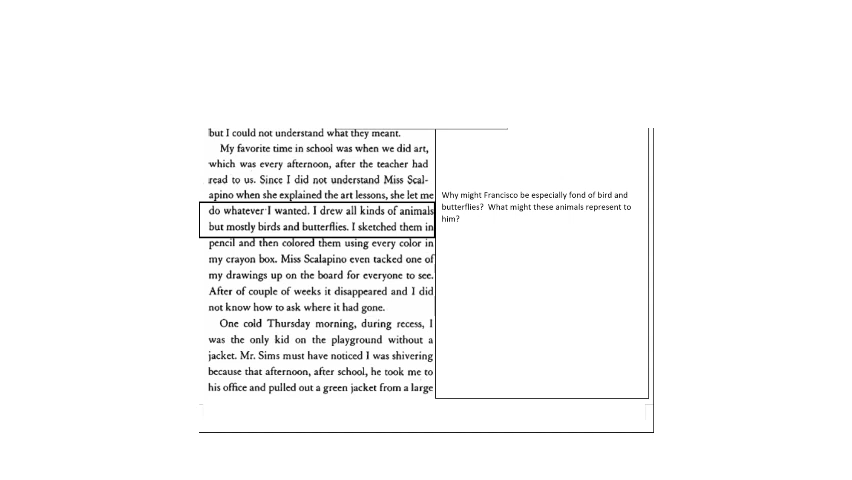 but I could not understand what they meant.
My favorite time in school was when we did art,
which was every afternoon, after the teacher had
read to us. Since I did not understand Miss Scal-
apino when she explained the art lessons, she let me
do whatever I wanted. I drew all kinds of animals
but mostly birds and butterflies. I sketched them in
pencil and then colored them using every color in
my crayon box. Miss Scalapino even tacked one of
my drawings up on the board for everyone to see.
After of couple of weeks it disappeared and I did
not know how to ask where it had gone.
One cold Thursday morning, during recess, I
was the only kid on the playground without a
jacket. Mr. Sims must have noticed I was shivering
because that afternoon, after school, he took me to
his office and pulled out a green jacket from a large
Why might Francisco be especially fond of bird and
butterflies? What might these animals represent to
him?